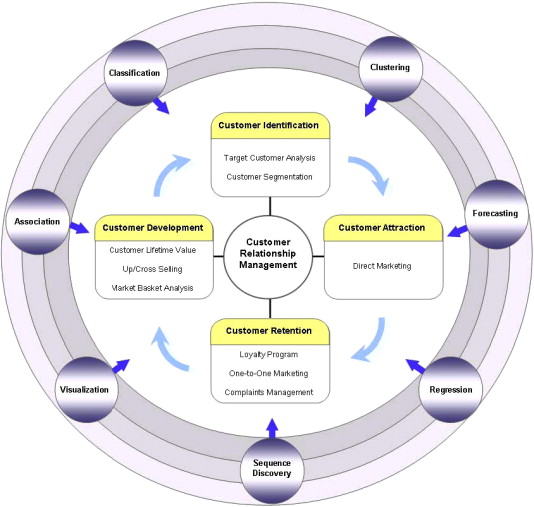 Classification
Clustering
Customer Identification
Target Customer Analysis
Customer Segmentation
Association
Forecasting
Customer Development
Customer Lifetime Value
Up/Cross Selling
Market Basket Analysis
Customer
Relationship
Management
Customer Attraction
Direct Marketing
Customer Retention
Loyalty Program
One-to-One Marketing
Complaints Management
Visualization
Regression
Sequence
Discovery